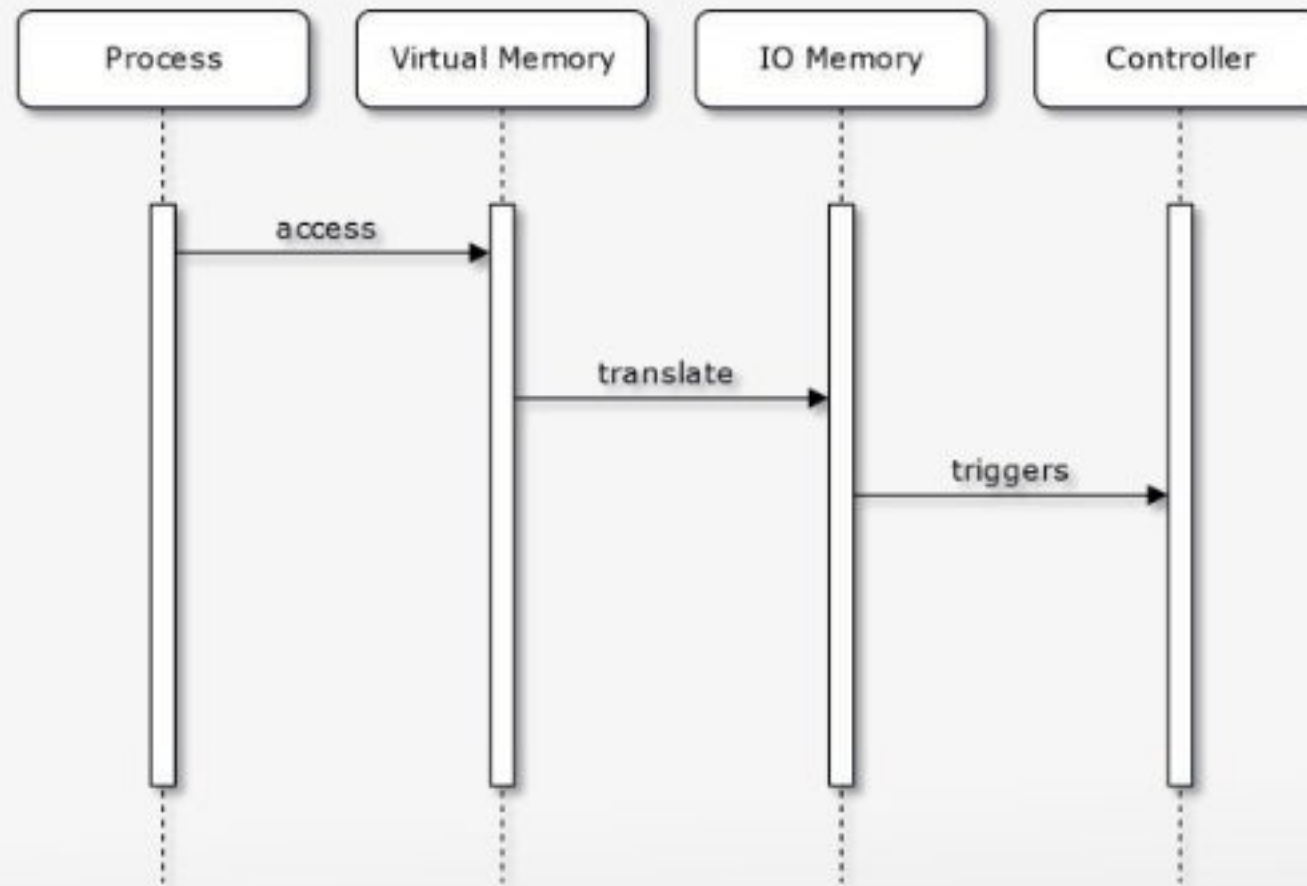 Process
Virtual Memory
IO Memory
Controller
access
translate
triggers